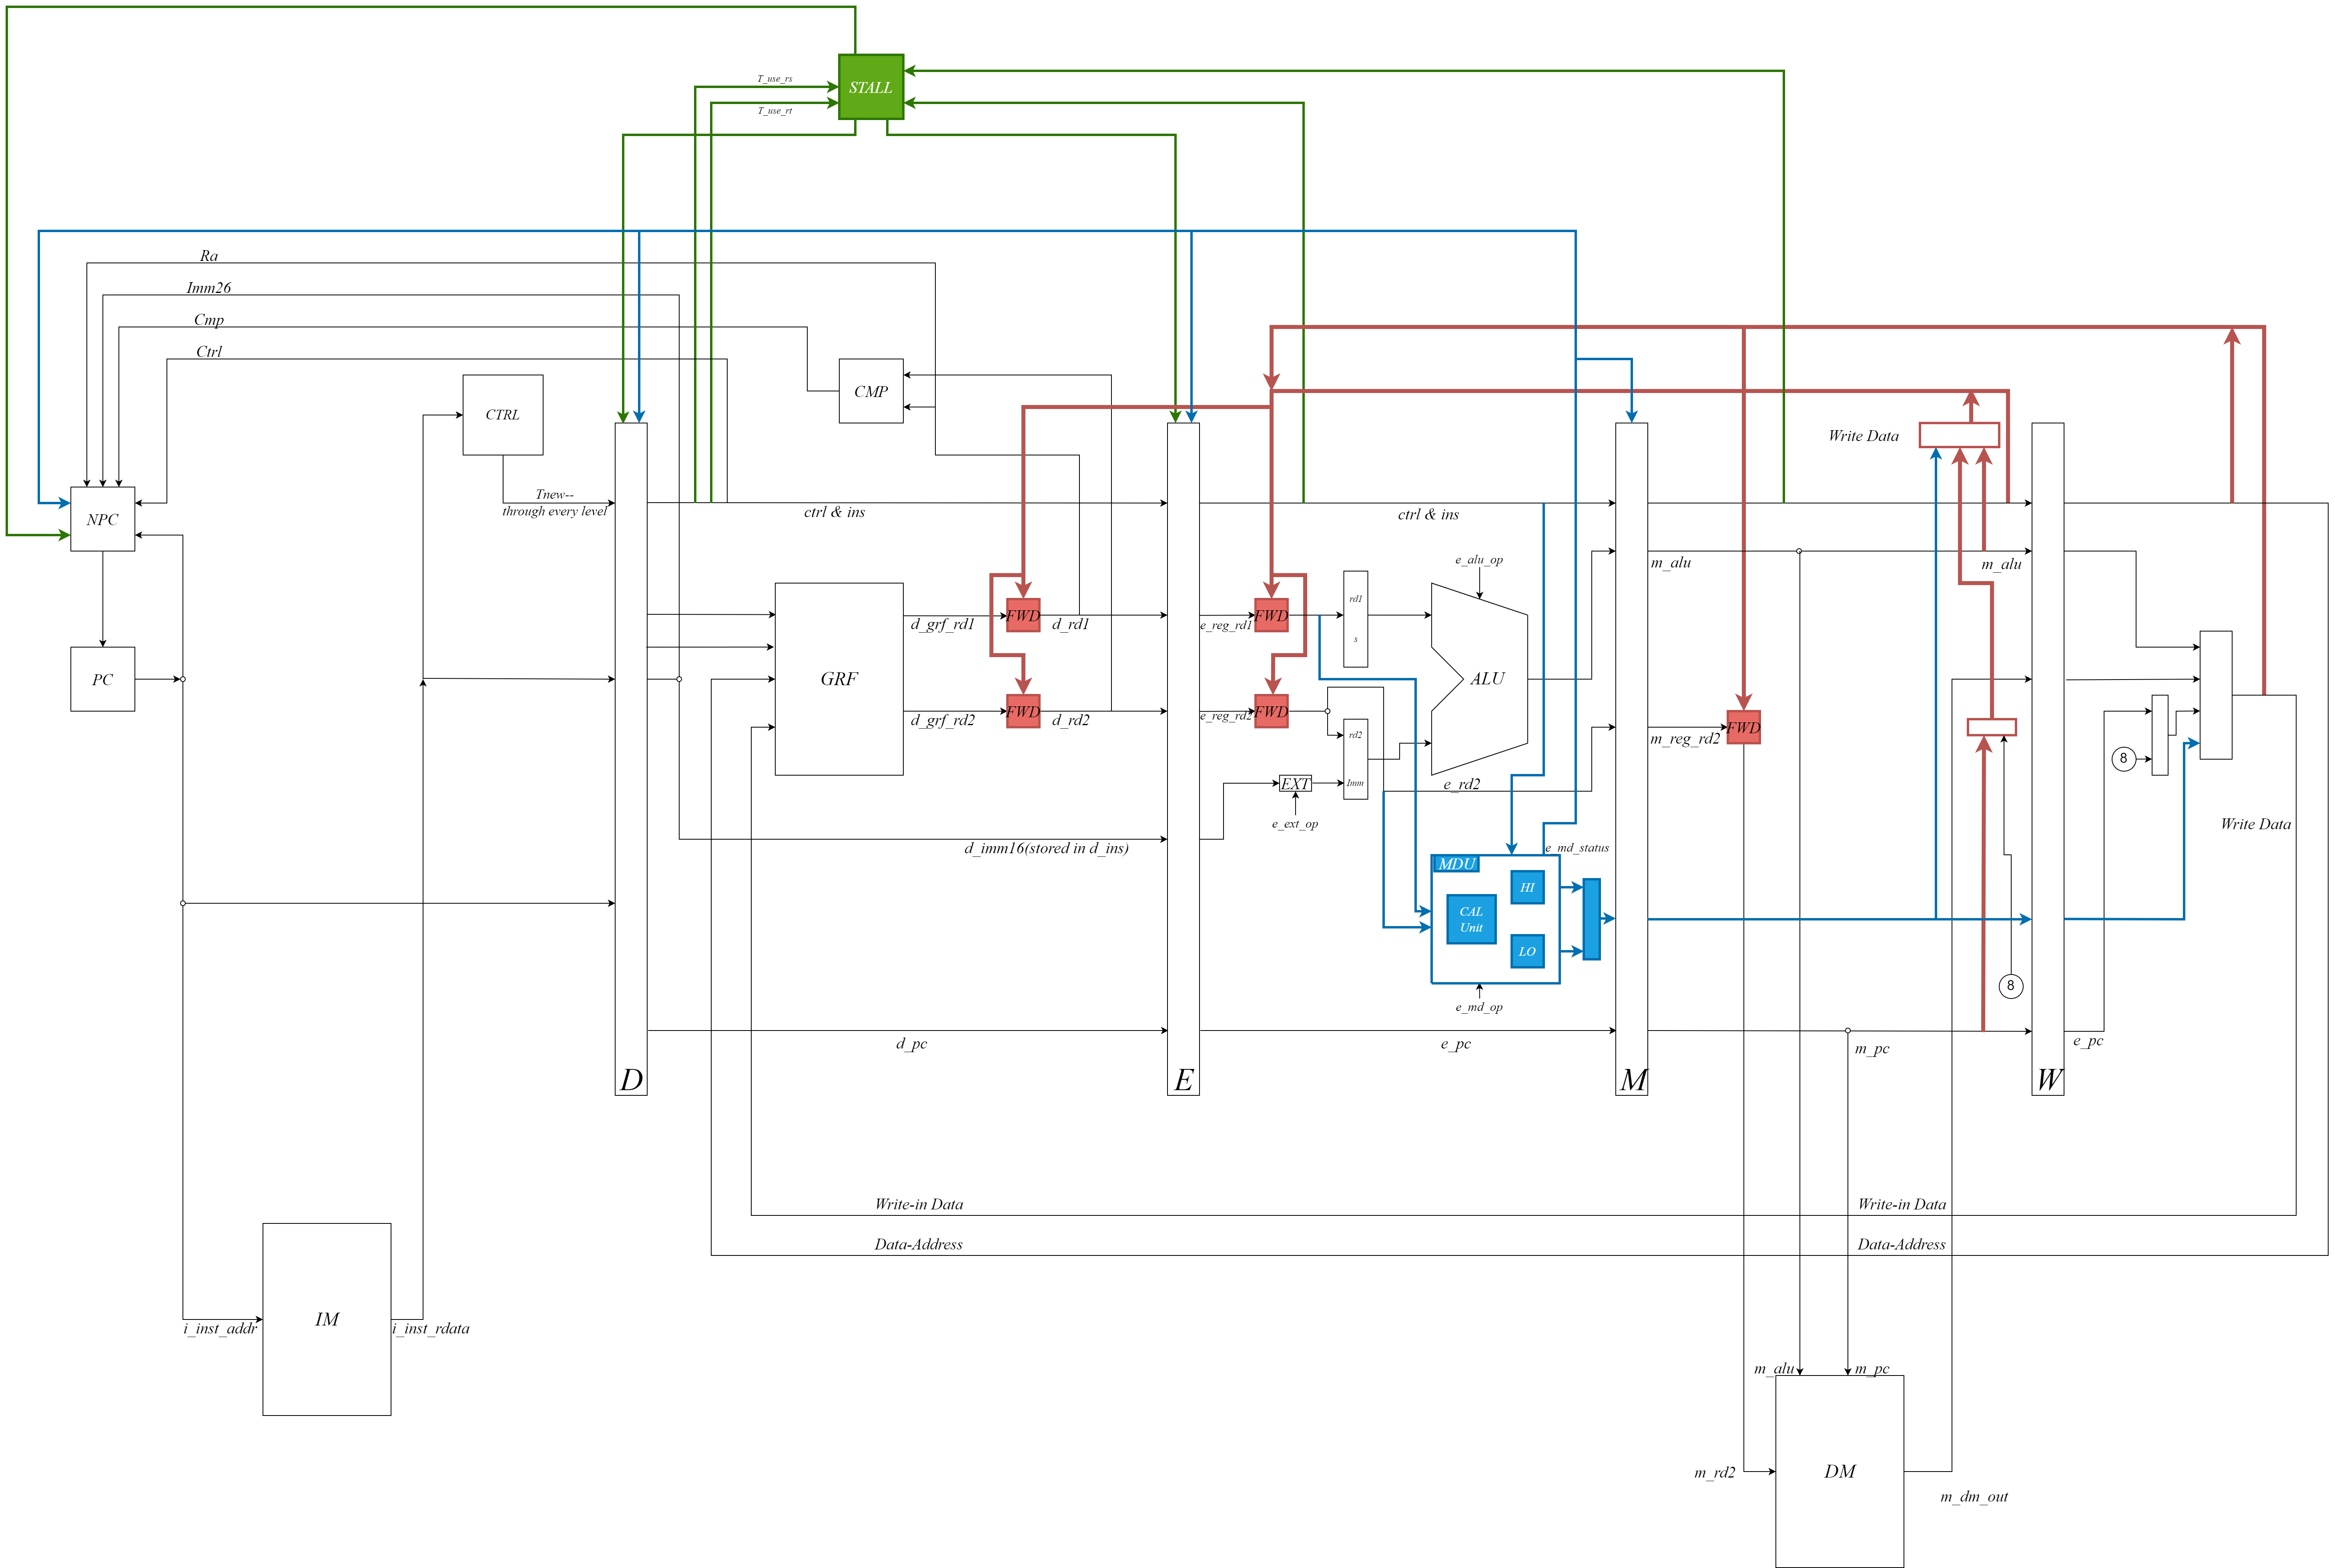 STALL
T_use_rs
T_use_rt
Ra
Imm26
Cmp
Ctrl
CTRL
CMP
Write Data
NPC
Tnew--
through every level
ctrl & ins
ctrl & ins
e_alu_op
m_alu
m_alu
rd1
s
FWD
FWD
d_grf_rd1
d_rd1
e_reg_rd1
PC
GRF
ALU
FWD
FWD
d_grf_rd2
d_rd2
e_reg_rd2
rd2
Imm
FWD
m_reg_rd2
8
EXT
e_rd2
e_ext_op
Write Data
d_imm16(stored in d_ins)
e_md_status
MDU
HI
CAL
Unit
LO
8
e_md_op
d_pc
e_pc
m_pc
e_pc
D
E
M
W
Write-in Data
Write-in Data
Data-Address
Data-Address
IM
i_inst_addr
i_inst_rdata
m_alu
m_pc
m_rd2
DM
m_dm_out